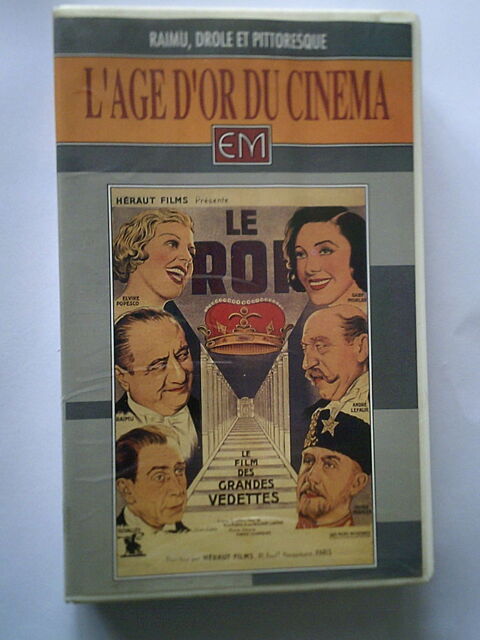 RAIMU, DROLE ET PITTORESQUE
L'AGE D'OR DU CINEMA
EM
HÉRAUT FILMS Présente
LE
ROI
ELVIRE
POPESCO
GABY
MORLAY
RAIMU
ANDRÉ
LEFAUR
LE
FILM
DES
GRANDES
VEDETTES
HÉRAUT FILMS
PARIS